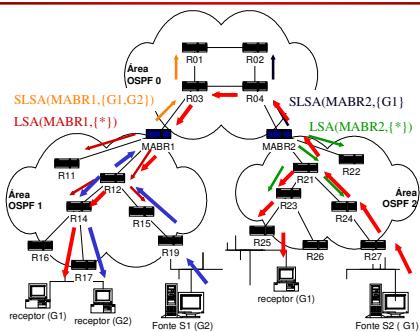 R01
R02
Área
OSPF 0
R03
R04
SLSA(MABR1,{G1,G2})
SLSA(MABR2,{G1}
LSA(MABR1,{*})
LSA(MABR2,{*})
MABR1
MABR2
R11
R12
R22
R21
Área
OSPF 1
R14
R15
R23
R24
Área
OSPF 2
R16
R17
R19
R25
R26
R27
receptor (G1)
receptor (G2)
Fonte S1 (G2)
receptor (G1)
Fonte S2 ( G1)